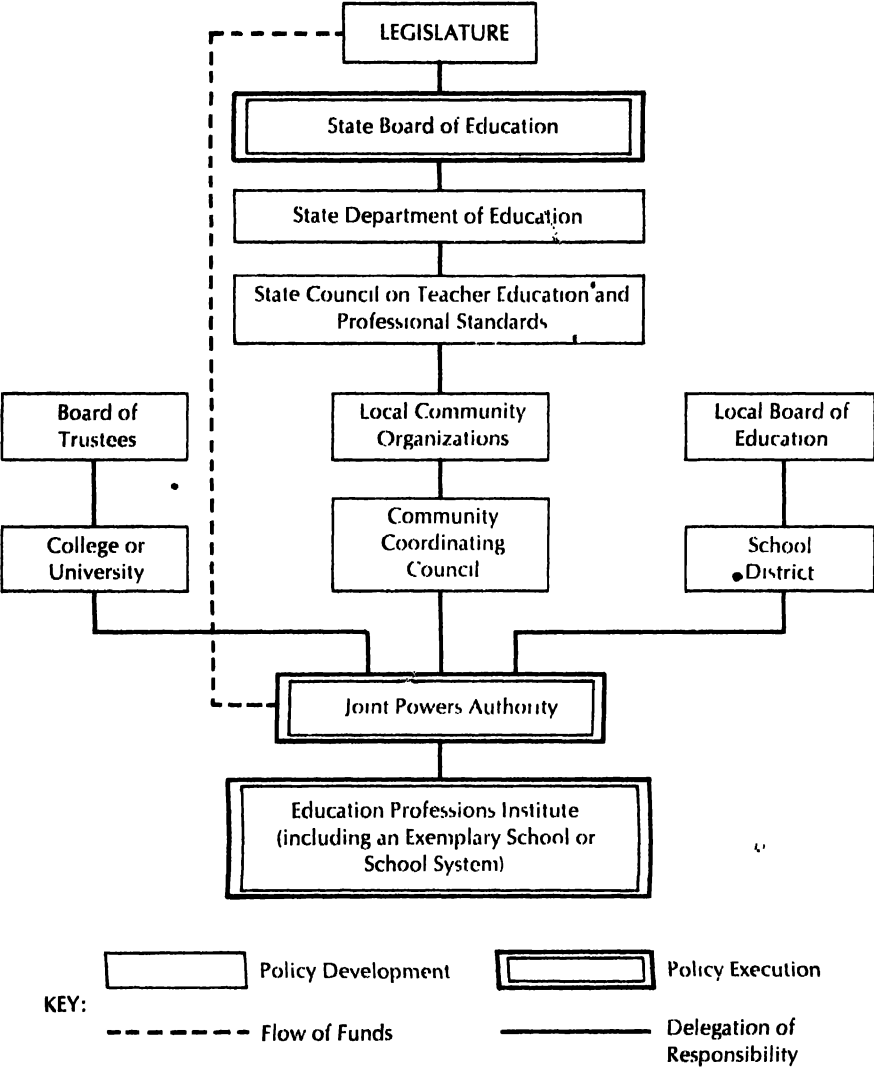 LEGISLATURE
State Board of Education
State Department of Education
State Council on Teacher Education and
Professional Standards
Board of
Trustees
Local Community
Organizations
Local Board of
Education
College or
University
Community
Coordinating
Council
School
District
Joint Powers Authority
Education Professions Institute
(including an Exemplary School or
School System)
KEY:
Policy Development
Policy Execution
Flow of Funds
Delegation of
Responsibility